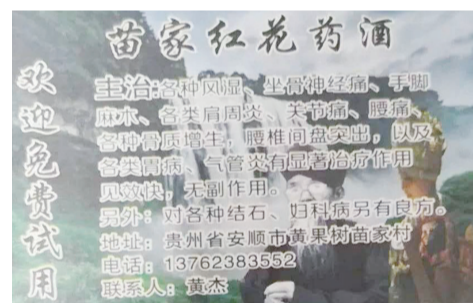 苗家红花药酒
欢迎免费试用
主治:各种风湿、坐骨神经痛、手脚
麻木、各类肩周炎、关节痛、腰痛、
各种骨质增生，腰椎间盘突出，以及
各类胃病、气管炎有显著治疗作用
见效快，无副作用。
另外：对各种结石、妇科病另有良方。
地址：贵州省安顺市黄果树苗家村
电话：13762383552
联系人：黄杰